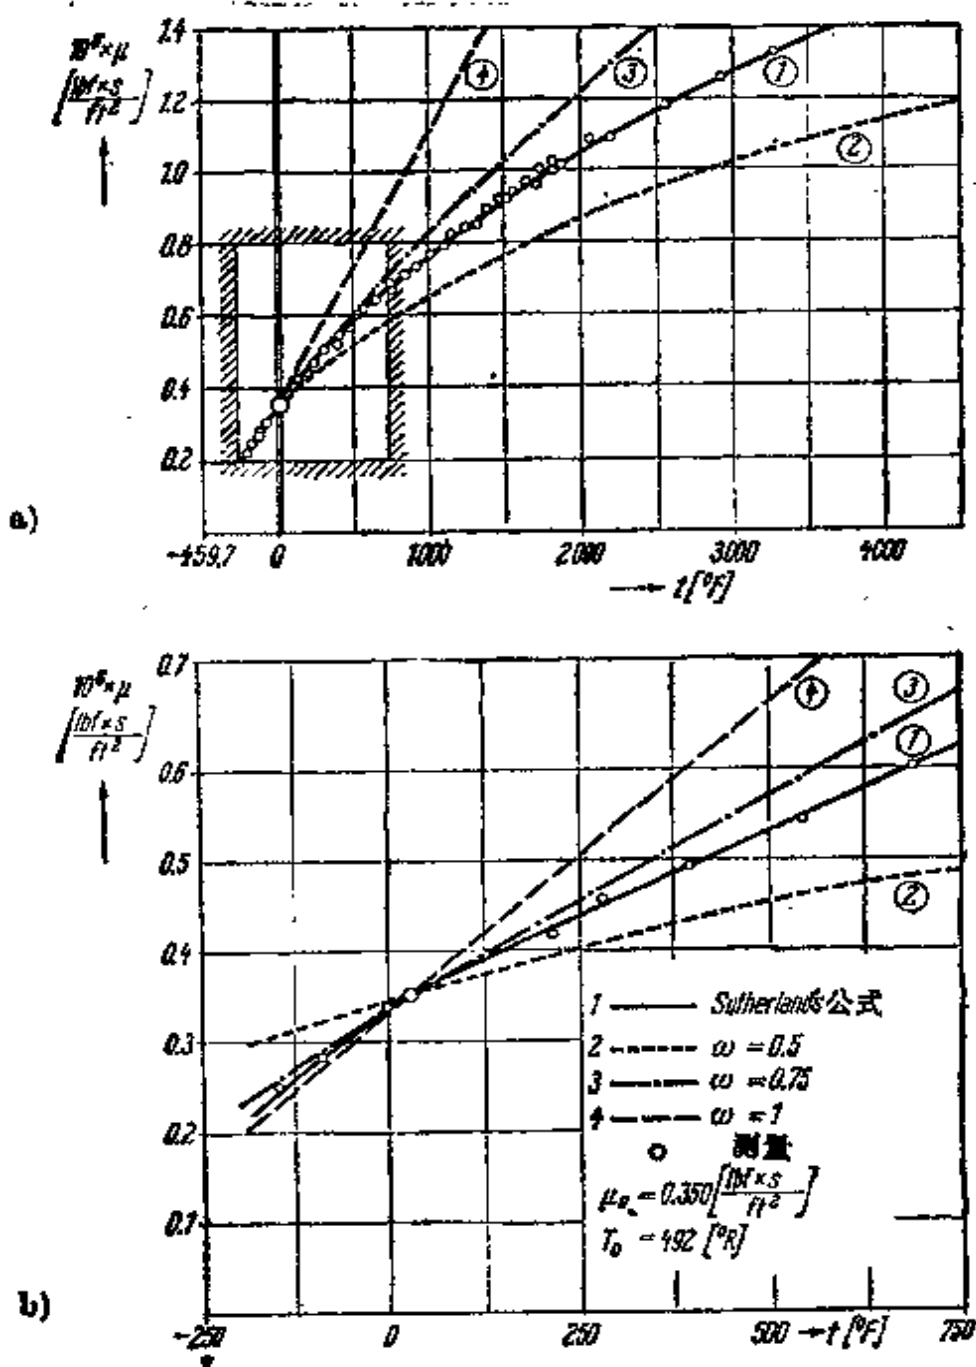 10⁶×μ
[lbf×s/ft²]
1.4
1.2
1.0
0.8
0.6
0.4
0.2
④ ③ ①
②
a)
-459.7 0 1000 2000 3000 4000
t [°F]
10⁶×μ
[lbf×s/ft²]
0.7
0.6
0.5
0.4
0.3
0.2
0.1
④ ③
①
②
1 Sutherlands公式
2 ω = 0.5
3 ω = 0.75
4 ω = 1
测量
μ₀ = 0.350 [lbf×s/ft²]
T₀ = 492 [°R]
b)
-250 0 250 500 t [°F] 750